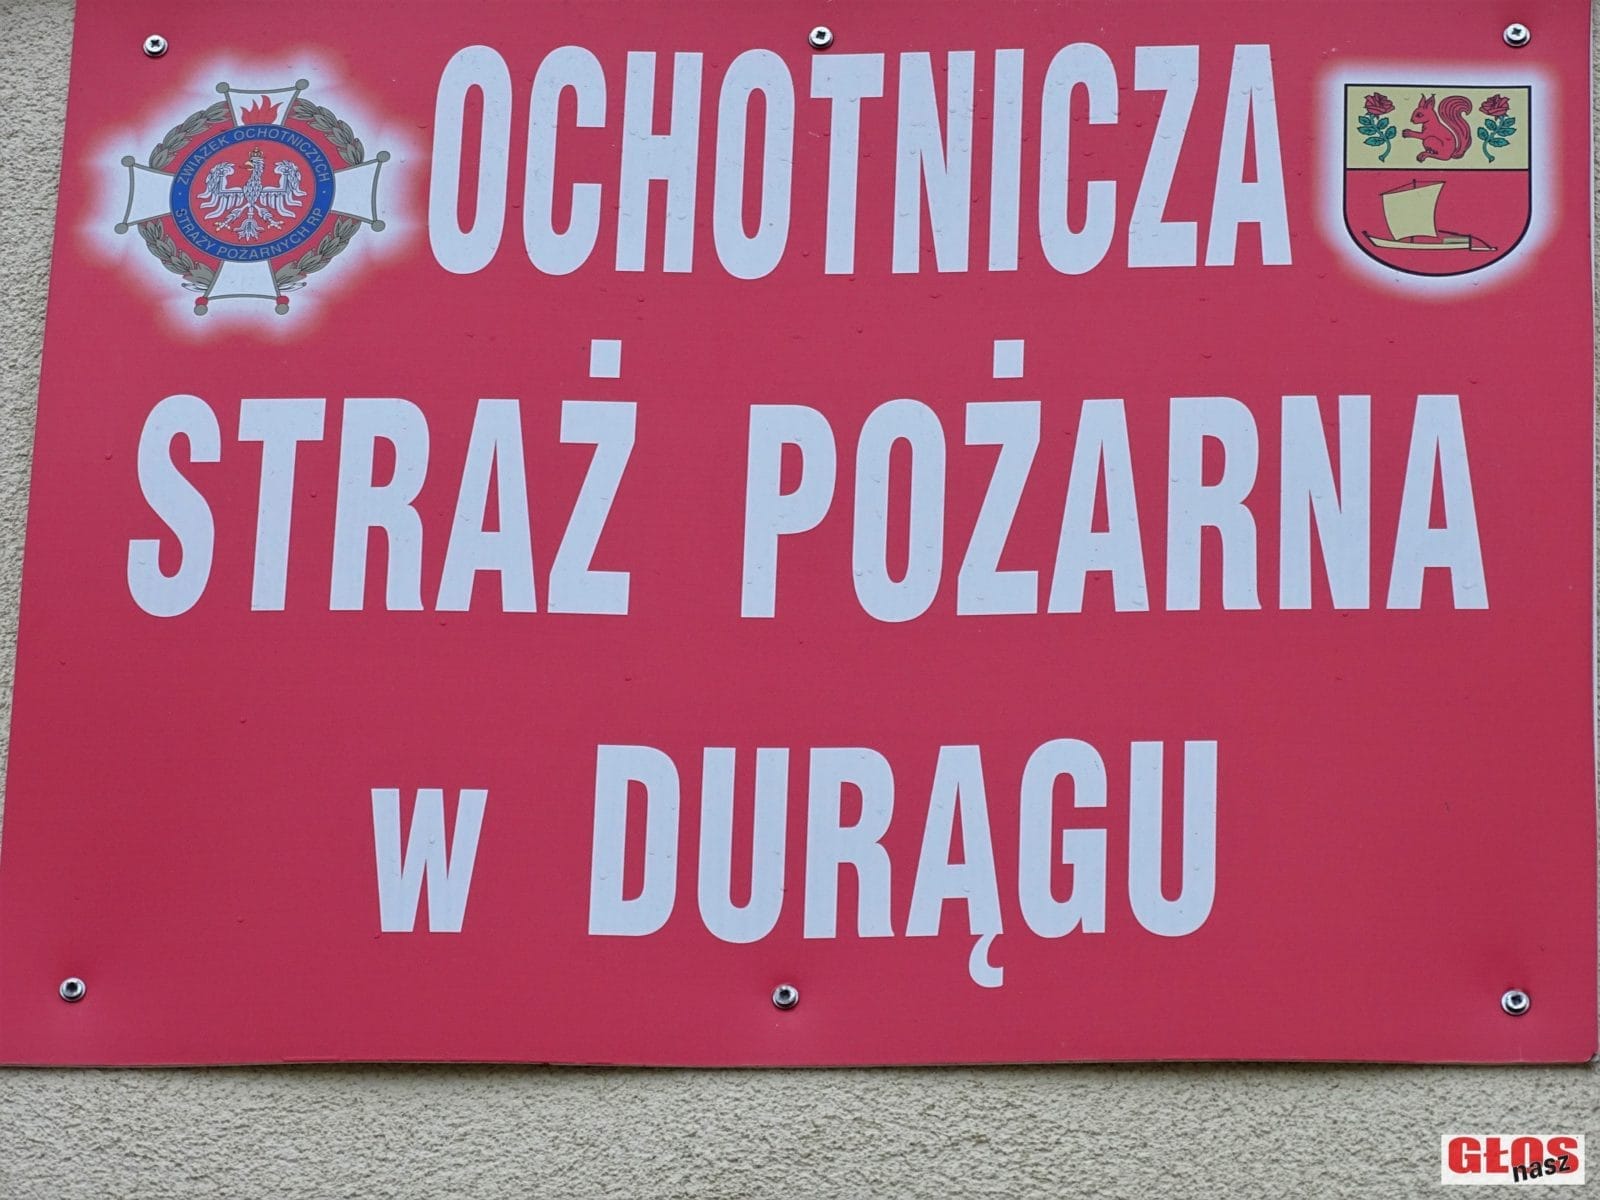 OCHOTNICZA
ZWIĄZEK OCHOTNICZYCH
STRAŻY POŻARNYCH RP
STRAŻ POŻARNA
w DURĄGU
GŁOS
nasz